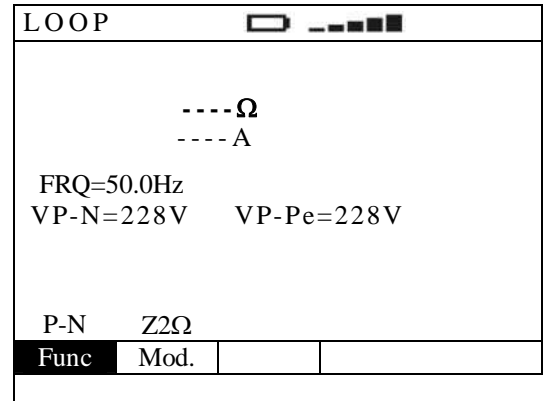 LOOP
----Ω
----A
FRQ=50.0Hz
VP-N=228V VP-Pe=228V
P-N Z2Ω
Func Mod.